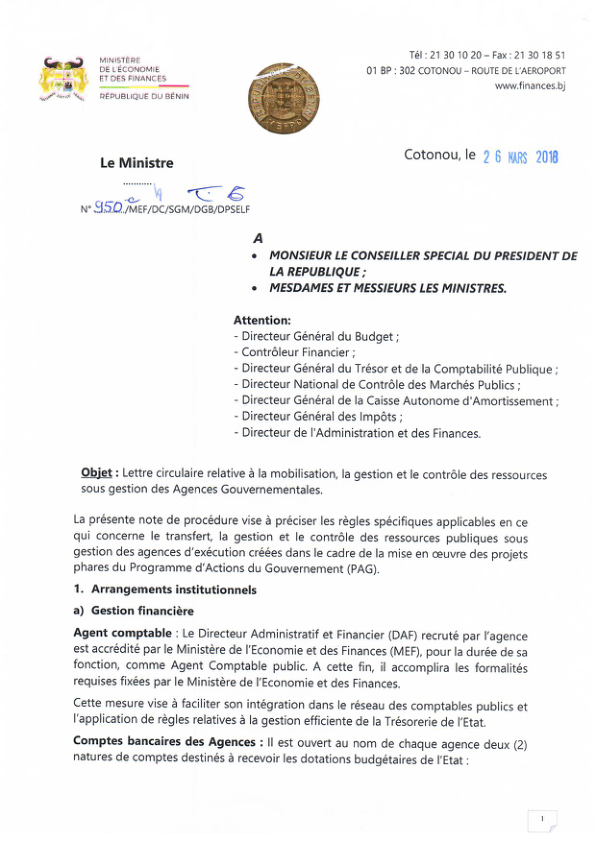 MINISTÈRE
DE L'ÉCONOMIE
ET DES FINANCES
RÉPUBLIQUE DU BÉNIN
Tél : 21 30 10 20 – Fax : 21 30 18 51
01 BP : 302 COTONOU – ROUTE DE L'AEROPORT
www.finances.bj
Cotonou, le 26 MARS 2018
Le Ministre
N° 950/MEF/DC/SGM/DGB/DPSELF
A
• MONSIEUR LE CONSEILLER SPECIAL DU PRESIDENT DE
LA REPUBLIQUE ;
• MESDAMES ET MESSIEURS LES MINISTRES.
Attention:
- Directeur Général du Budget ;
- Contrôleur Financier ;
- Directeur Général du Trésor et de la Comptabilité Publique ;
- Directeur National de Contrôle des Marchés Publics ;
- Directeur Général de la Caisse Autonome d'Amortissement ;
- Directeur Général des Impôts ;
- Directeur de l'Administration et des Finances.
Objet : Lettre circulaire relative à la mobilisation, la gestion et le contrôle des ressources
sous gestion des Agences Gouvernementales.
La présente note de procédure vise à préciser les règles spécifiques applicables en ce
qui concerne le transfert, la gestion et le contrôle des ressources publiques sous
gestion des agences d'exécution créées dans le cadre de la mise en œuvre des projets
phares du Programme d'Actions du Gouvernement (PAG).
1. Arrangements institutionnels
a) Gestion financière
Agent comptable : Le Directeur Administratif et Financier (DAF) recruté par l'agence
est accrédité par le Ministère de l'Economie et des Finances (MEF), pour la durée de sa
fonction, comme Agent Comptable public. A cette fin, il accomplira les formalités
requises fixées par le Ministère de l'Economie et des Finances.
Cette mesure vise à faciliter son intégration dans le réseau des comptables publics et
l'application de règles relatives à la gestion efficiente de la Trésorerie de l'Etat.
Comptes bancaires des Agences : Il est ouvert au nom de chaque agence deux (2)
natures de comptes destinés à recevoir les dotations budgétaires de l'Etat :
1